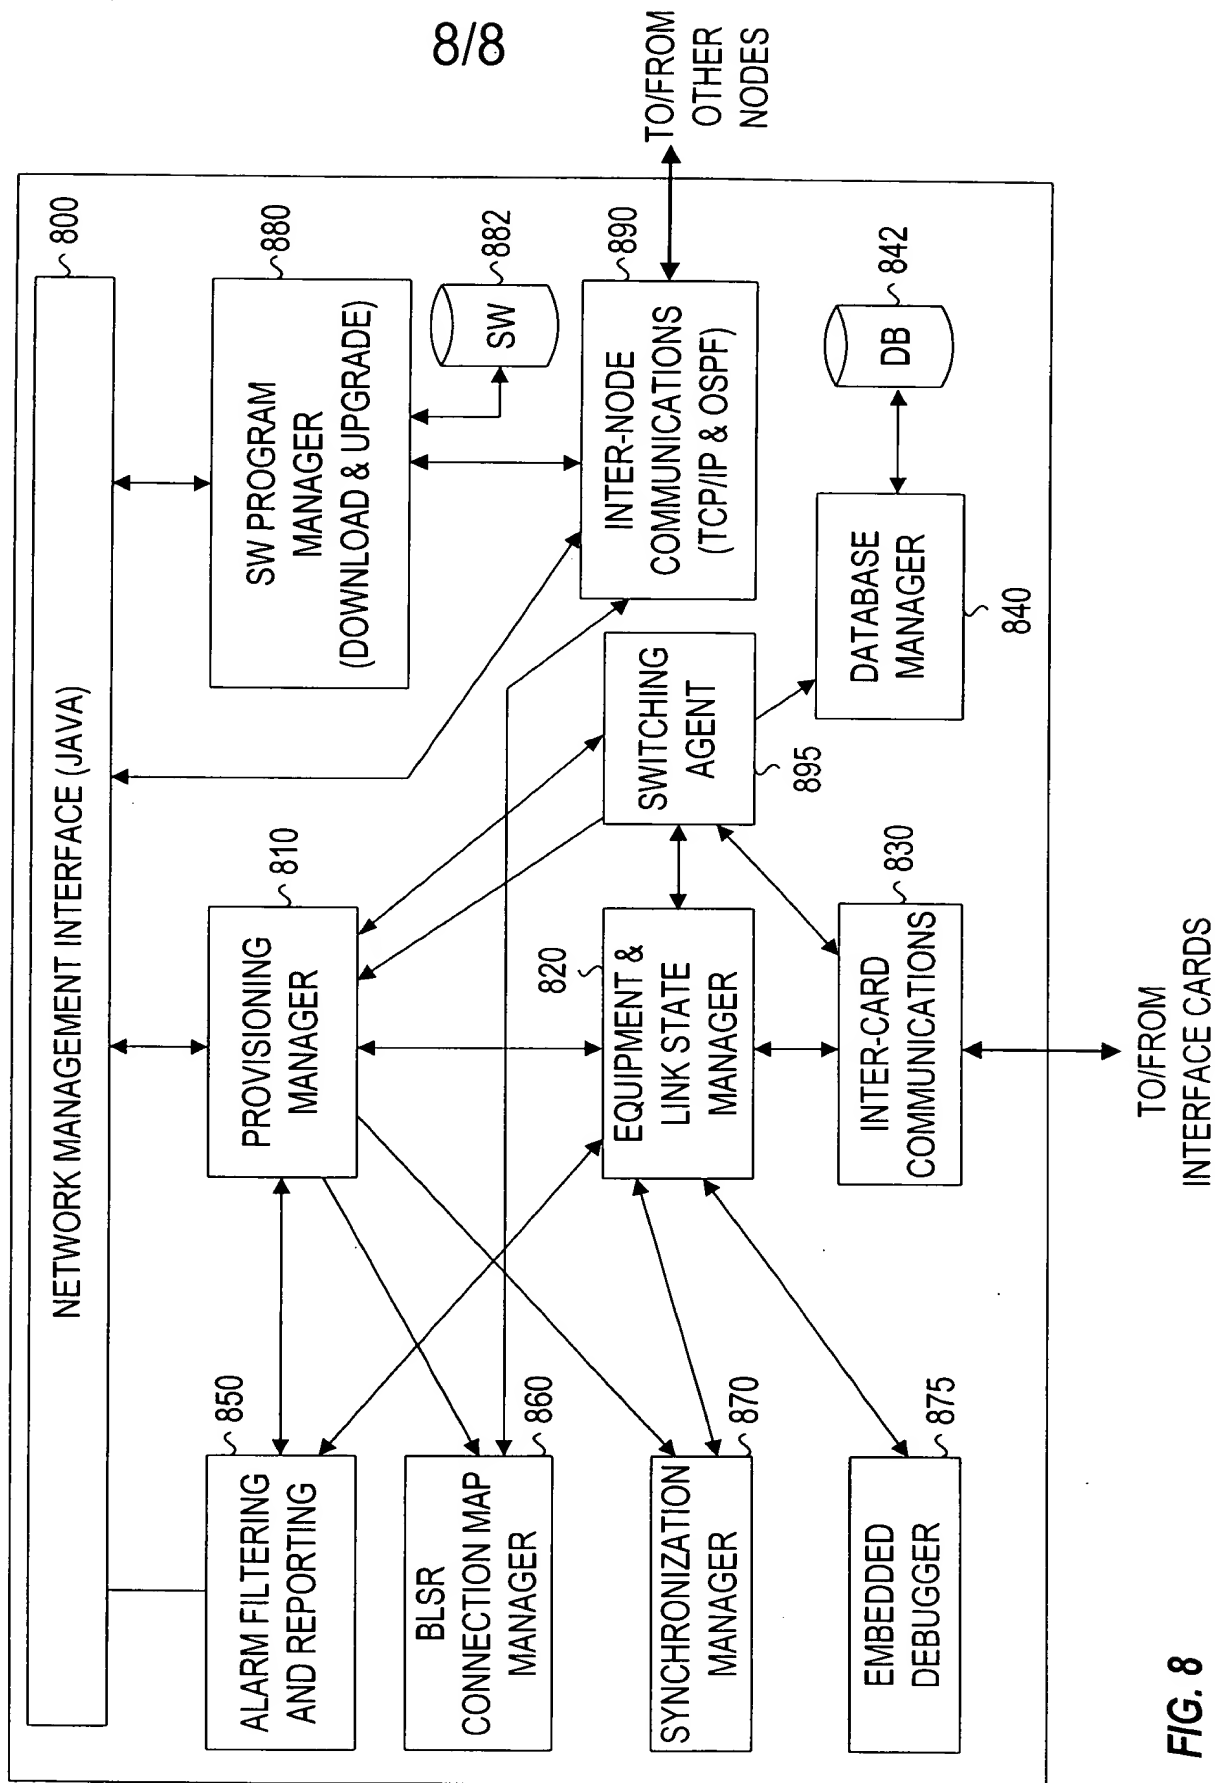 8/8
NETWORK MANAGEMENT INTERFACE (JAVA)
800
ALARM FILTERING
AND REPORTING
850
PROVISIONING
MANAGER
810
SW PROGRAM
MANAGER
(DOWNLOAD & UPGRADE)
880
SW
882
BLSR
CONNECTION MAP
MANAGER
860
EQUIPMENT &
LINK STATE
MANAGER
820
SWITCHING
AGENT
895
INTER-NODE
COMMUNICATIONS
(TCP/IP & OSPF)
890
TO/FROM
OTHER
NODES
SYNCHRONIZATION
MANAGER
870
EMBEDDED
DEBUGGER
875
INTER-CARD
COMMUNICATIONS
830
DATABASE
MANAGER
840
DB
842
TO/FROM
INTERFACE CARDS
FIG. 8